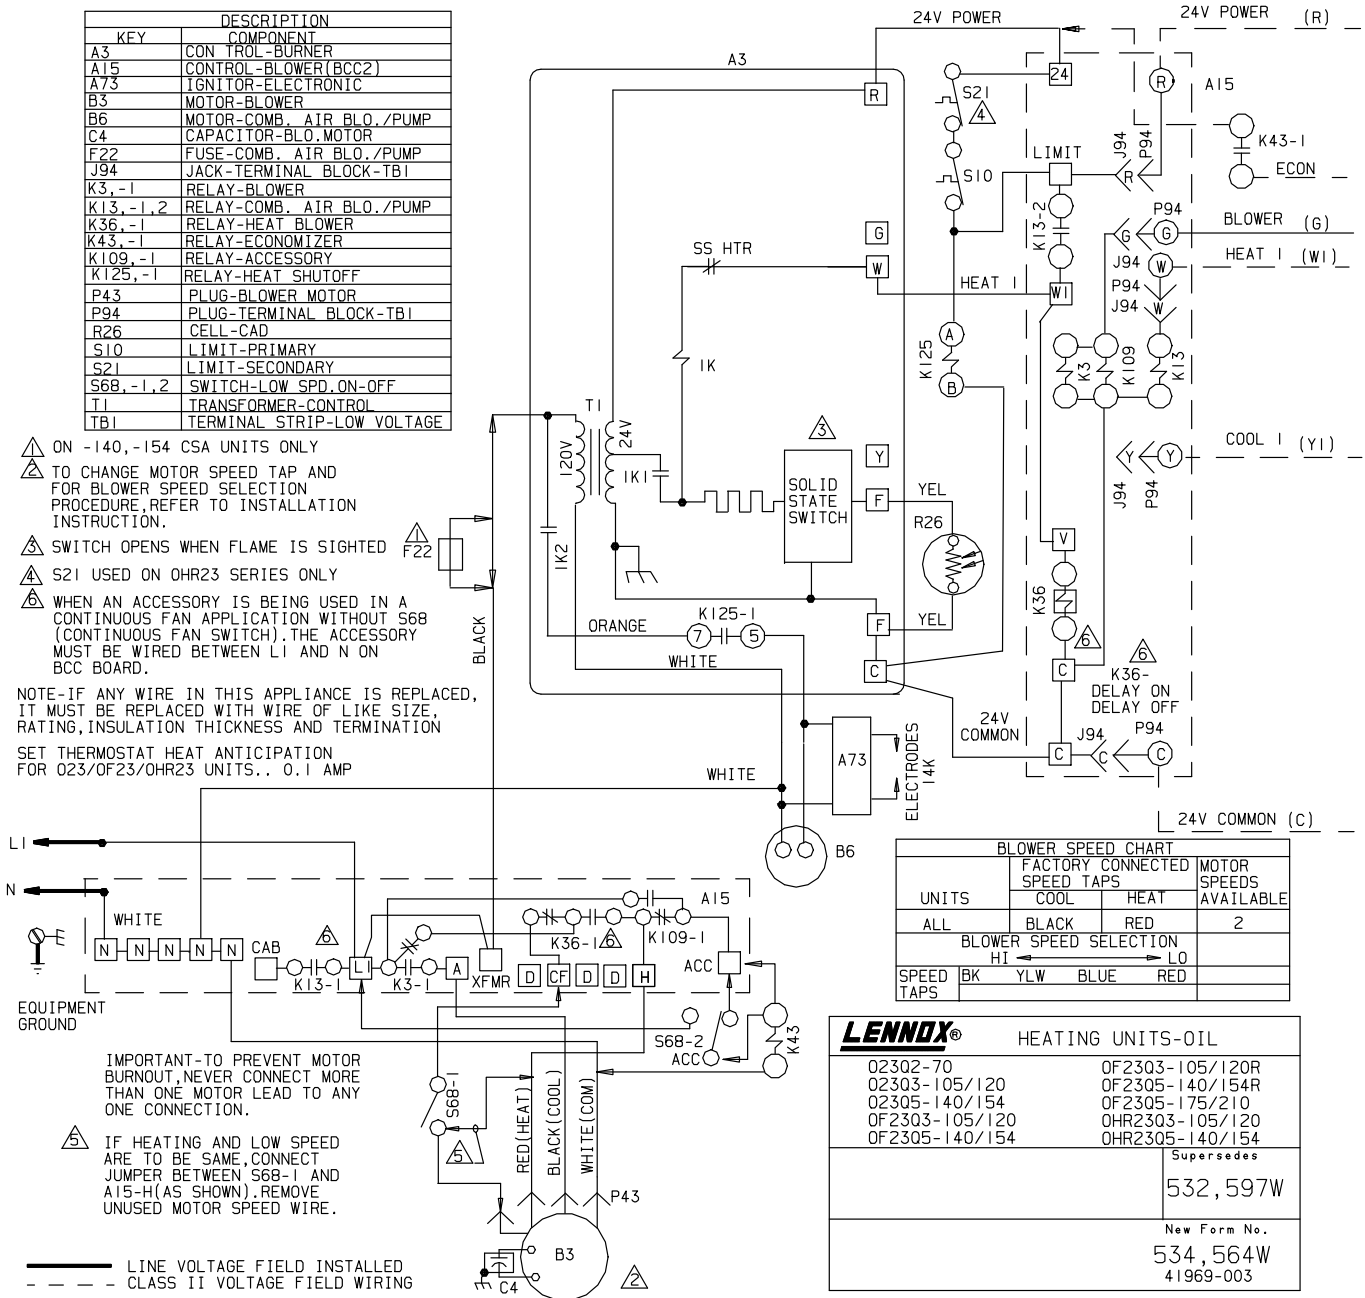 DESCRIPTION
KEY COMPONENT
A3 CON TROL-BURNER
A15 CONTROL-BLOWER(BCC2)
A73 IGNITOR-ELECTRONIC
B3 MOTOR-BLOWER
B6 MOTOR-COMB. AIR BLO./PUMP
C4 CAPACITOR-BLO.MOTOR
F22 FUSE-COMB. AIR BLO./PUMP
J94 JACK-TERMINAL BLOCK-TB1
K3,-1 RELAY-BLOWER
K13,-1,2 RELAY-COMB. AIR BLO./PUMP
K36,-1 RELAY-HEAT BLOWER
K43,-1 RELAY-ECONOMIZER
K109,-1 RELAY-ACCESSORY
K125,-1 RELAY-HEAT SHUTOFF
P43 PLUG-BLOWER MOTOR
P94 PLUG-TERMINAL BLOCK-TB1
R26 CELL-CAD
S10 LIMIT-PRIMARY
S21 LIMIT-SECONDARY
S68,-1,2 SWITCH-LOW SPD.ON-OFF
T1 TRANSFORMER-CONTROL
TB1 TERMINAL STRIP-LOW VOLTAGE
1 ON -140,-154 CSA UNITS ONLY
2 TO CHANGE MOTOR SPEED TAP AND
FOR BLOWER SPEED SELECTION
PROCEDURE,REFER TO INSTALLATION
INSTRUCTION.
3 SWITCH OPENS WHEN FLAME IS SIGHTED
4 S21 USED ON OHR23 SERIES ONLY
6 WHEN AN ACCESSORY IS BEING USED IN A
CONTINUOUS FAN APPLICATION WITHOUT S68
(CONTINUOUS FAN SWITCH).THE ACCESSORY
MUST BE WIRED BETWEEN L1 AND N ON
BCC BOARD.
NOTE-IF ANY WIRE IN THIS APPLIANCE IS REPLACED,
IT MUST BE REPLACED WITH WIRE OF LIKE SIZE,
RATING,INSULATION THICKNESS AND TERMINATION
SET THERMOSTAT HEAT ANTICIPATION
FOR O23/OF23/OHR23 UNITS.. 0.1 AMP
1
F22
BLACK
A3
R
G
W
Y
F
F
C
SS HTR
1K
T1
120V
24V
1K1
1K2
3
SOLID
STATE
SWITCH
YEL
R26
YEL
ORANGE
K125-1
7
5
WHITE
24V POWER
24V POWER (R)
24
S21
4
S10
LIMIT
K13-2
HEAT 1
W1
A
K125
B
R
A15
J94
P94
R
K43-1
ECON
P94
G
G
BLOWER (G)
J94
W
HEAT 1 (W1)
P94
J94
W
K3
K109
K13
COOL 1 (Y1)
Y
Y
J94
P94
V
K36
6
C
6
K36-
DELAY ON
DELAY OFF
24V
COMMON
C
J94
C
P94
C
24V COMMON (C)
WHITE
A73
ELECTRODES
14K
B6
L1
N
WHITE
N N N N N
CAB
K13-1
6
L1
K3-1
A
XFMR
D CF D D H
K36-1
6
K109-1
A15
ACC
EQUIPMENT
GROUND
S68-2
ACC
K43
S68-1
5
RED(HEAT)
BLACK(COOL)
WHITE(COM)
P43
B3
C4
2
IMPORTANT-TO PREVENT MOTOR
BURNOUT,NEVER CONNECT MORE
THAN ONE MOTOR LEAD TO ANY
ONE CONNECTION.
5 IF HEATING AND LOW SPEED
ARE TO BE SAME,CONNECT
JUMPER BETWEEN S68-1 AND
A15-H(AS SHOWN).REMOVE
UNUSED MOTOR SPEED WIRE.
LINE VOLTAGE FIELD INSTALLED
CLASS II VOLTAGE FIELD WIRING
BLOWER SPEED CHART
UNITS FACTORY CONNECTED SPEED TAPS MOTOR SPEEDS AVAILABLE
COOL HEAT
ALL BLACK RED 2
BLOWER SPEED SELECTION
HI LO
SPEED TAPS BK YLW BLUE RED
LENNOX® HEATING UNITS-OIL
O23Q2-70 OF23Q3-105/120R
O23Q3-105/120 OF23Q5-140/154R
O23Q5-140/154 OF23Q5-175/210
OF23Q3-105/120 OHR23Q3-105/120
OF23Q5-140/154 OHR23Q5-140/154
Supersedes
532,597W
New Form No.
534,564W
41969-003